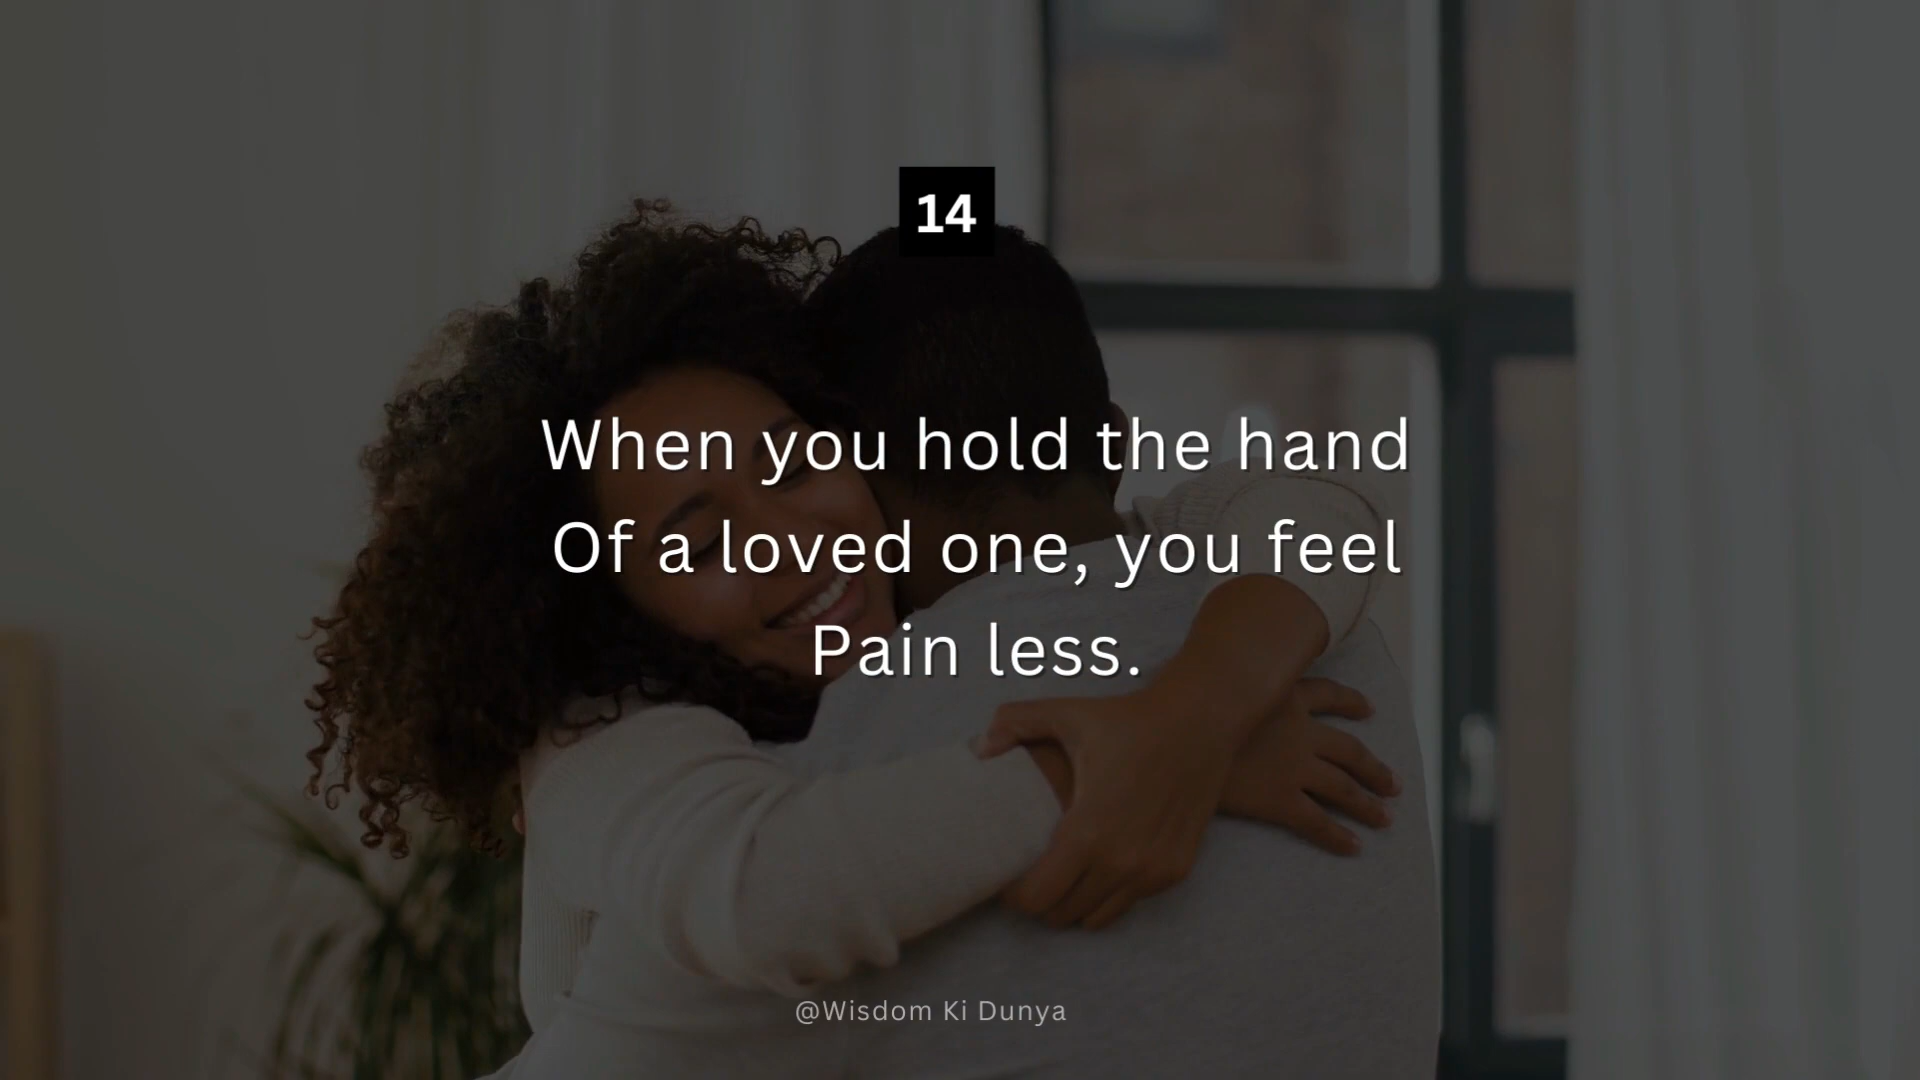 14
When you hold the hand
Of a loved one, you feel
Pain less.
@Wisdom Ki Dunya